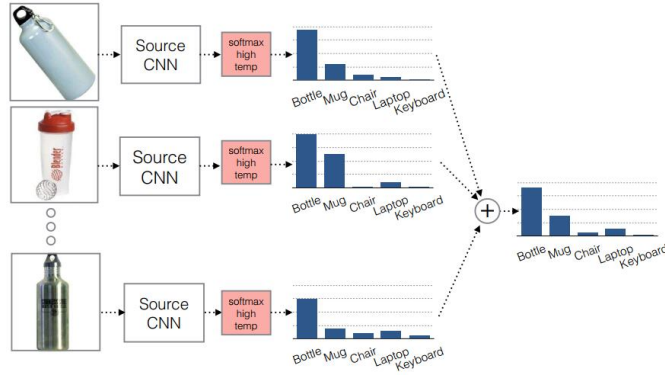 Source
CNN
softmax
high
temp
Bottle
Mug
Chair
Laptop
Keyboard
Blender
Source
CNN
softmax
high
temp
Bottle
Mug
Chair
Laptop
Keyboard
+
Bottle
Mug
Chair
Laptop
Keyboard
Source
CNN
softmax
high
temp
Bottle
Mug
Chair
Laptop
Keyboard